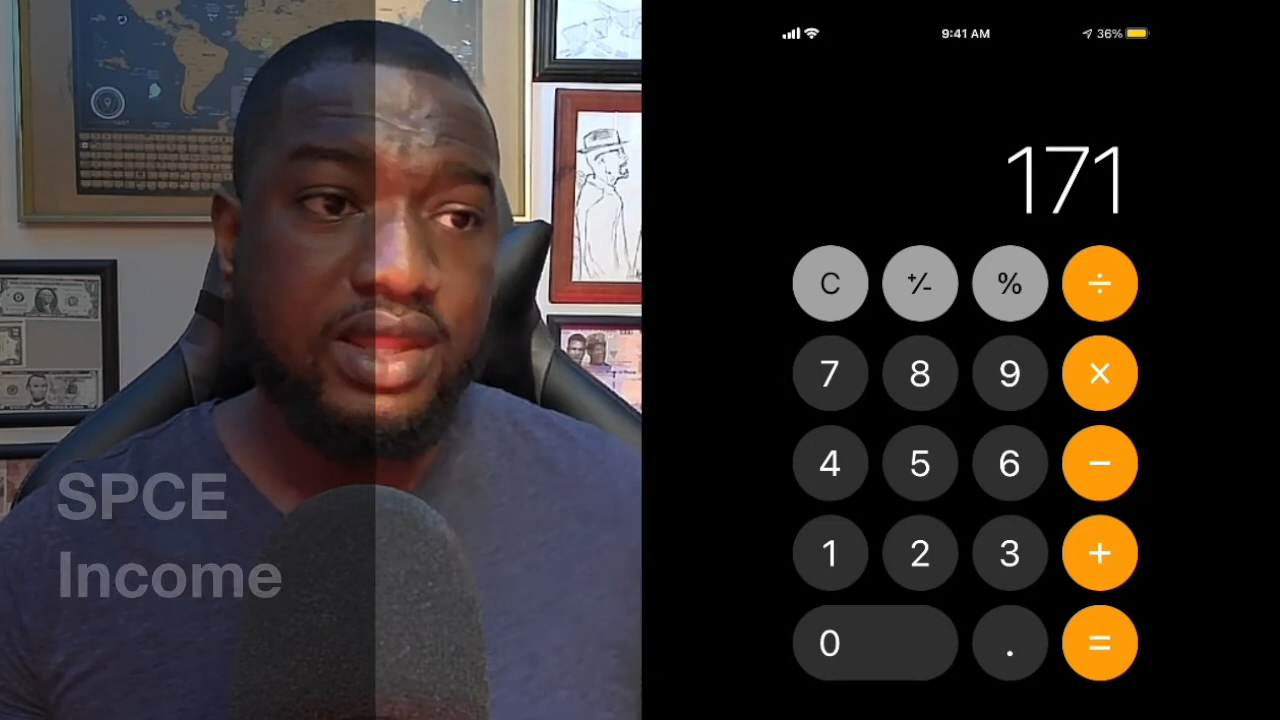 SPCE
Income
9:41 AM
36%
171
C +/- % ÷
7 8 9 ×
4 5 6 −
1 2 3 +
0 . =